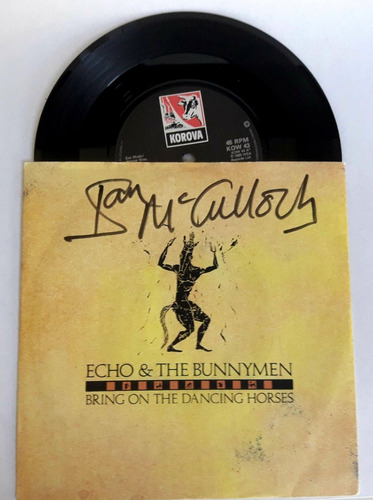 KOROVA
45 RPM
KOW 43
Ian McCulloch
ECHO & THE BUNNYMEN
BRING ON THE DANCING HORSES